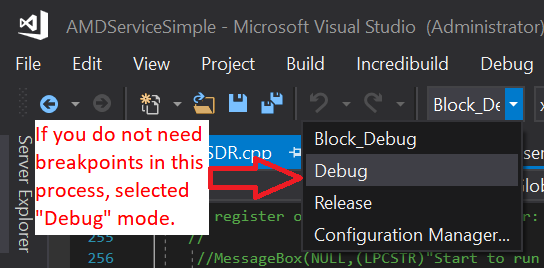 AMDServiceSimple - Microsoft Visual Studio (Administrator)
File Edit View Project Build Incredibuild Debug
Block_De
If you do not need
breakpoints in this
process, selected
"Debug" mode.
Server Explorer
SDR.cpp
Block_Debug
Debug
Release
Configuration Manager...
register
255 //
256 //MessageBox(NULL,(LPCSTR)"Start to run